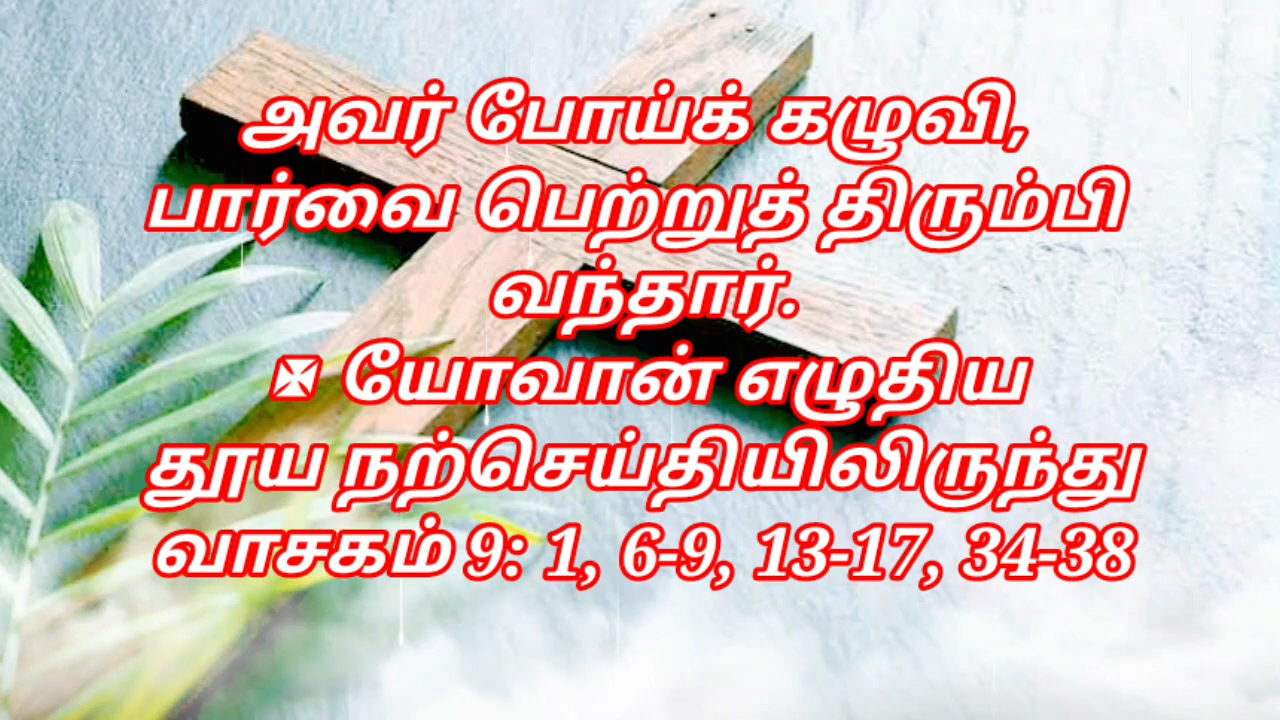 அவர் போய்க் கழுவி,
பார்வை பெற்றுத் திரும்பி
வந்தார்.
✠ யோவான் எழுதிய
தூய நற்செய்தியிலிருந்து
வாசகம் 9: 1, 6-9, 13-17, 34-38